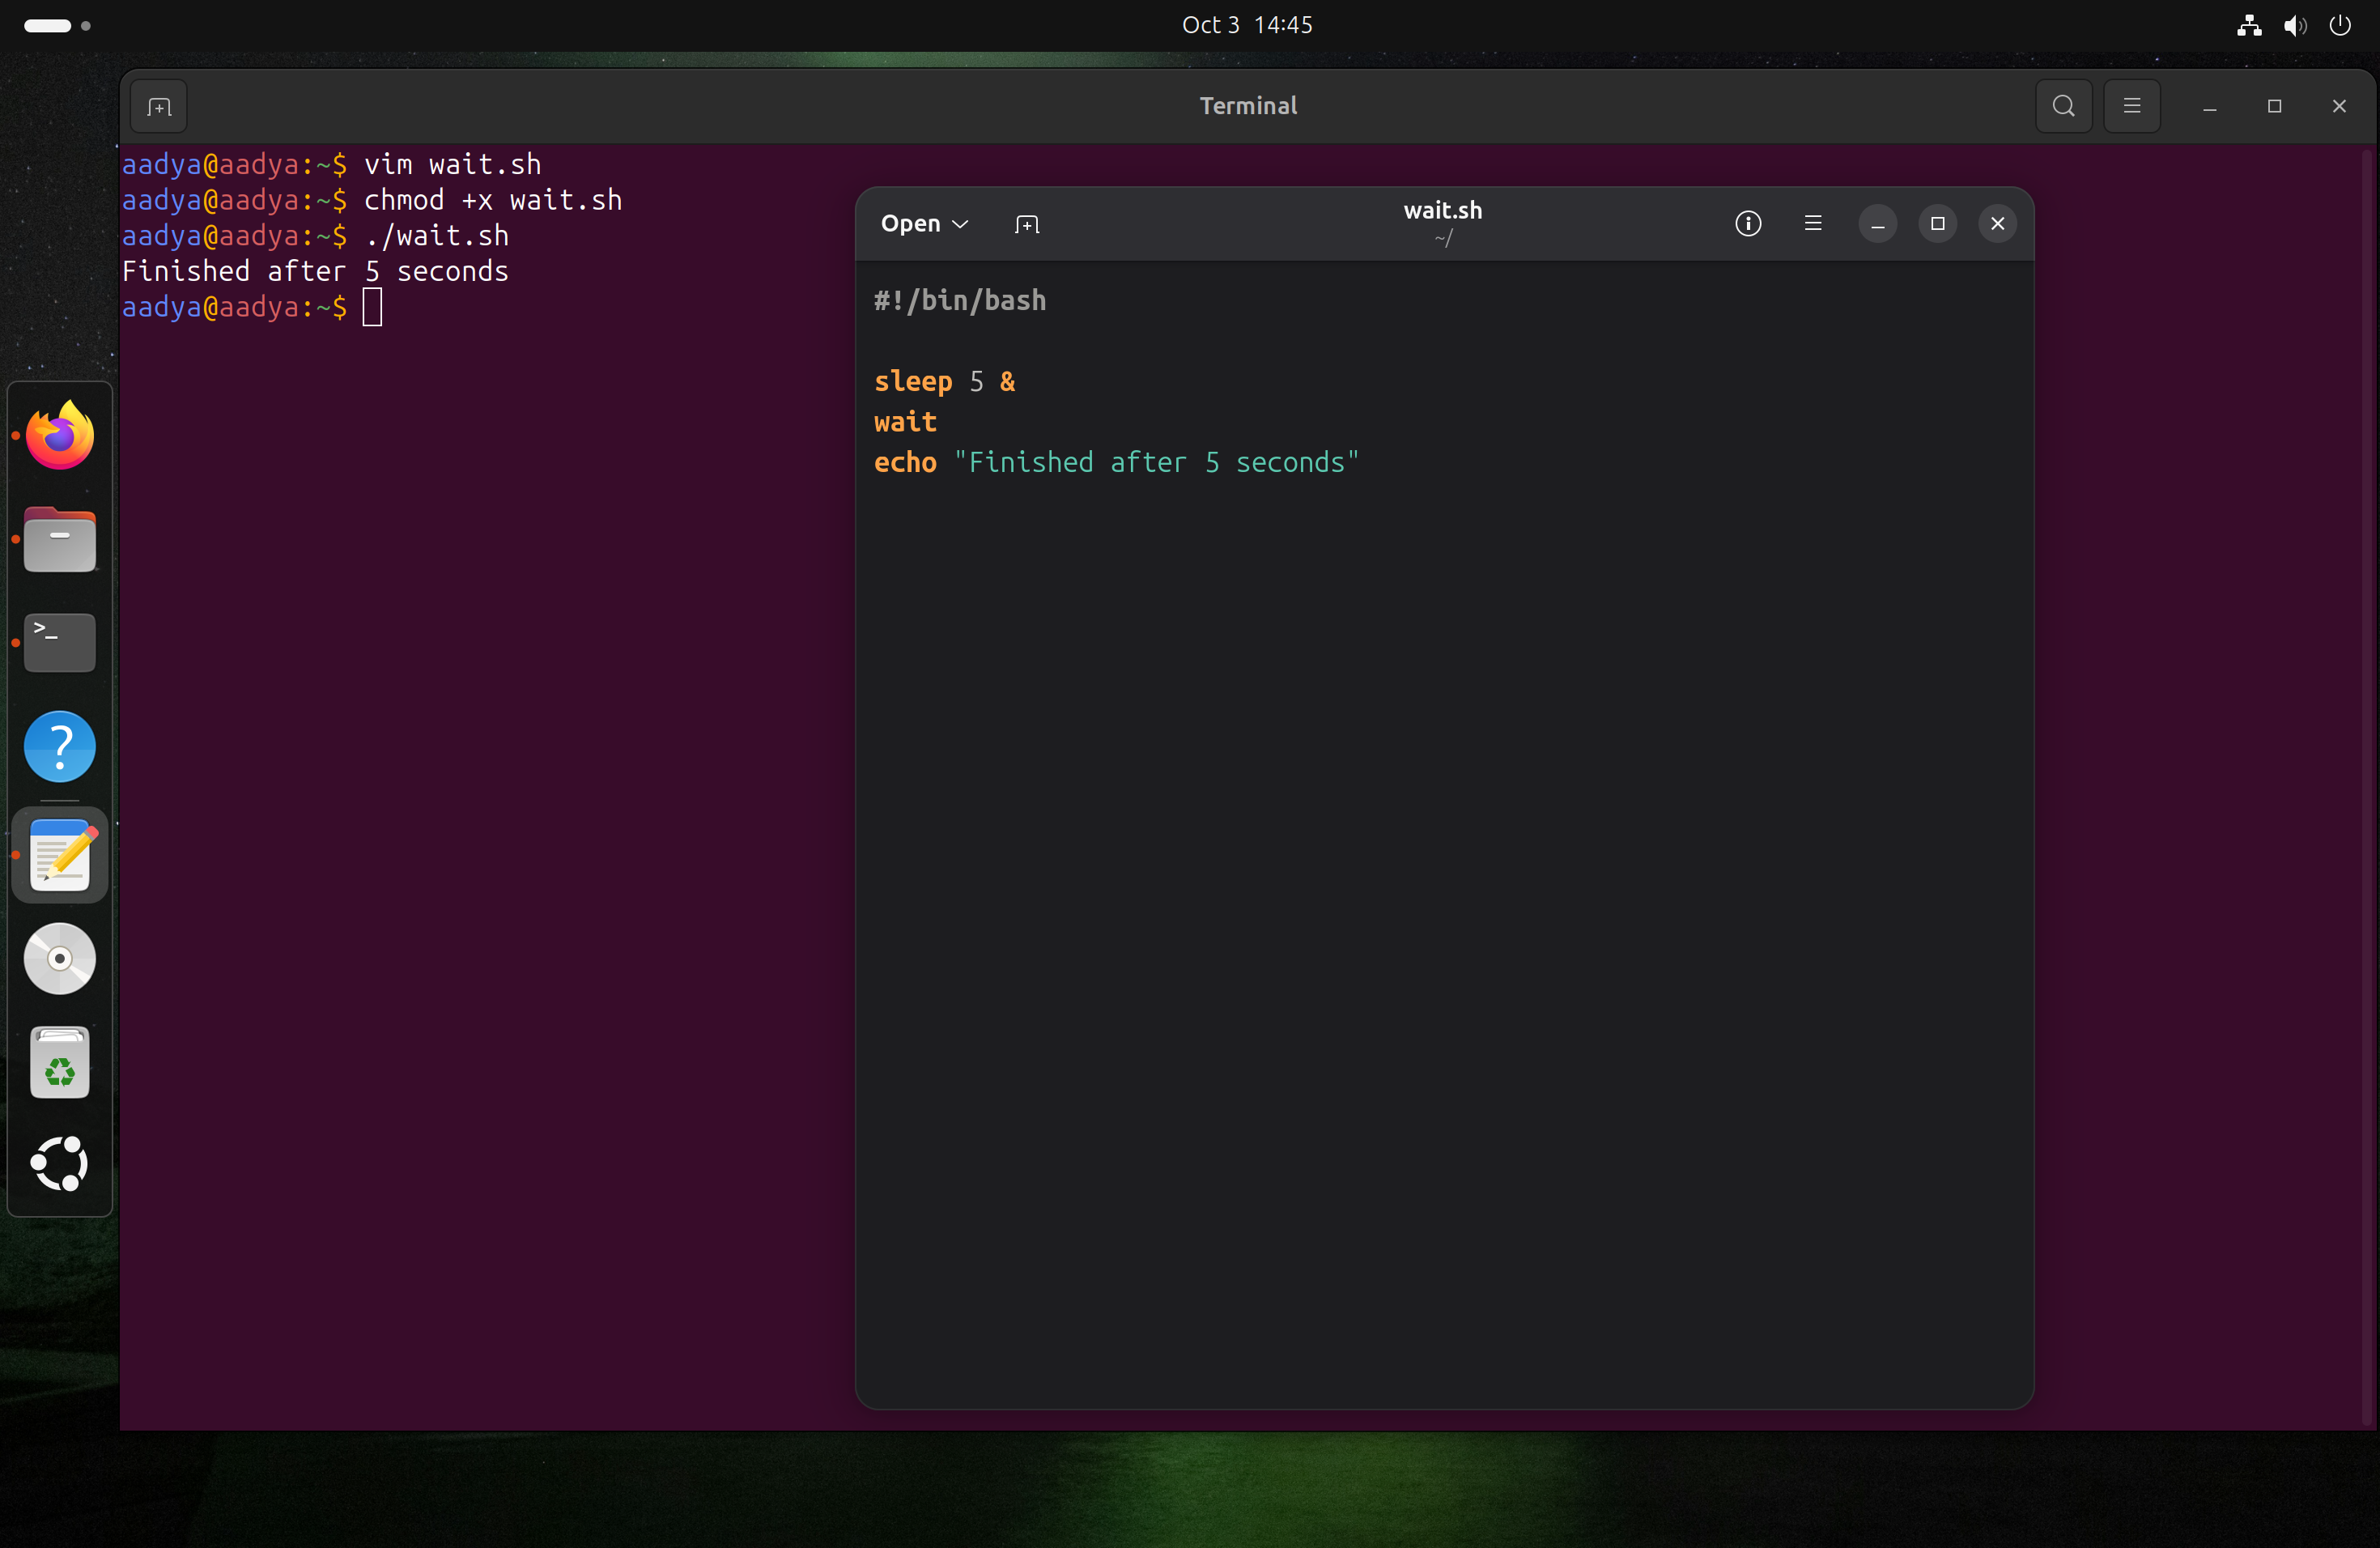 Oct 3 14:45
Terminal
aadya@aadya:~$ vim wait.sh
aadya@aadya:~$ chmod +x wait.sh
aadya@aadya:~$ ./wait.sh
Finished after 5 seconds
aadya@aadya:~$
Open
wait.sh
~/
#!/bin/bash
sleep 5 &
wait
echo "Finished after 5 seconds"
>_
?